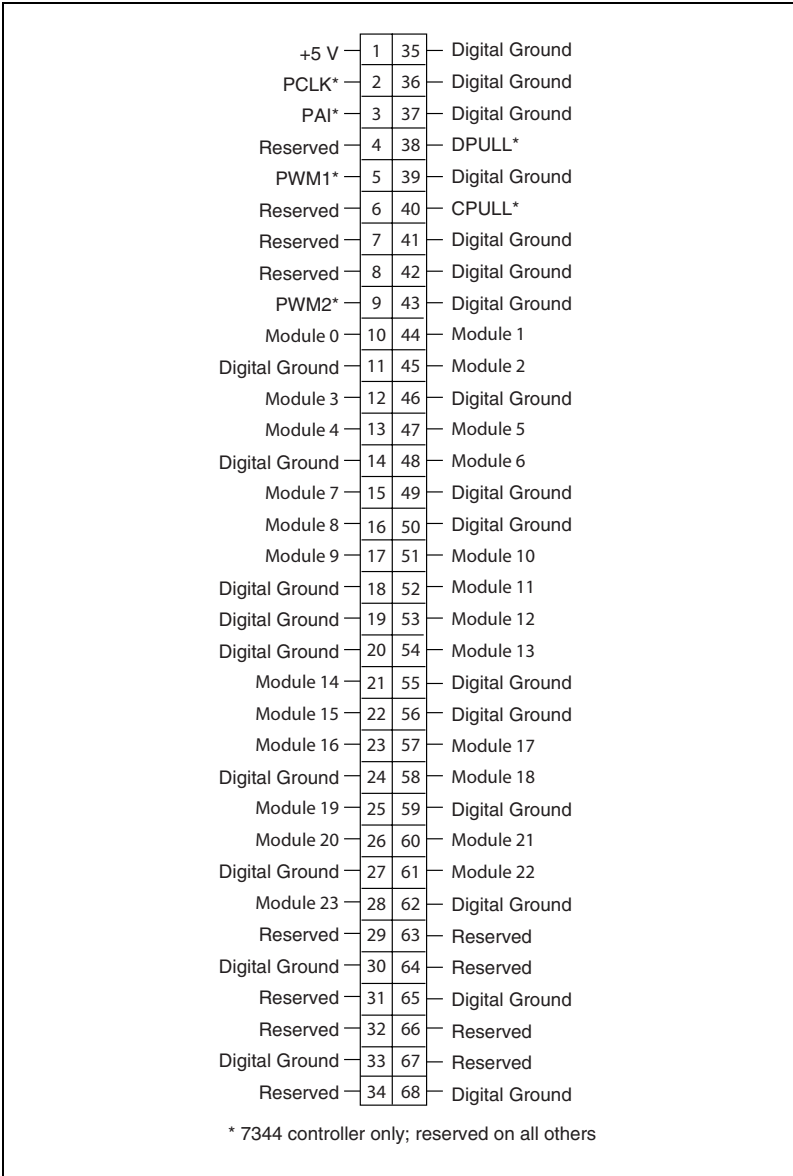 +5 V 1 35 Digital Ground
PCLK* 2 36 Digital Ground
PAI* 3 37 Digital Ground
Reserved 4 38 DPULL*
PWM1* 5 39 Digital Ground
Reserved 6 40 CPULL*
Reserved 7 41 Digital Ground
Reserved 8 42 Digital Ground
PWM2* 9 43 Digital Ground
Module 0 10 44 Module 1
Digital Ground 11 45 Module 2
Module 3 12 46 Digital Ground
Module 4 13 47 Module 5
Digital Ground 14 48 Module 6
Module 7 15 49 Digital Ground
Module 8 16 50 Digital Ground
Module 9 17 51 Module 10
Digital Ground 18 52 Module 11
Digital Ground 19 53 Module 12
Digital Ground 20 54 Module 13
Module 14 21 55 Digital Ground
Module 15 22 56 Digital Ground
Module 16 23 57 Module 17
Digital Ground 24 58 Module 18
Module 19 25 59 Digital Ground
Module 20 26 60 Module 21
Digital Ground 27 61 Module 22
Module 23 28 62 Digital Ground
Reserved 29 63 Reserved
Digital Ground 30 64 Reserved
Reserved 31 65 Digital Ground
Reserved 32 66 Reserved
Digital Ground 33 67 Reserved
Reserved 34 68 Digital Ground
* 7344 controller only; reserved on all others